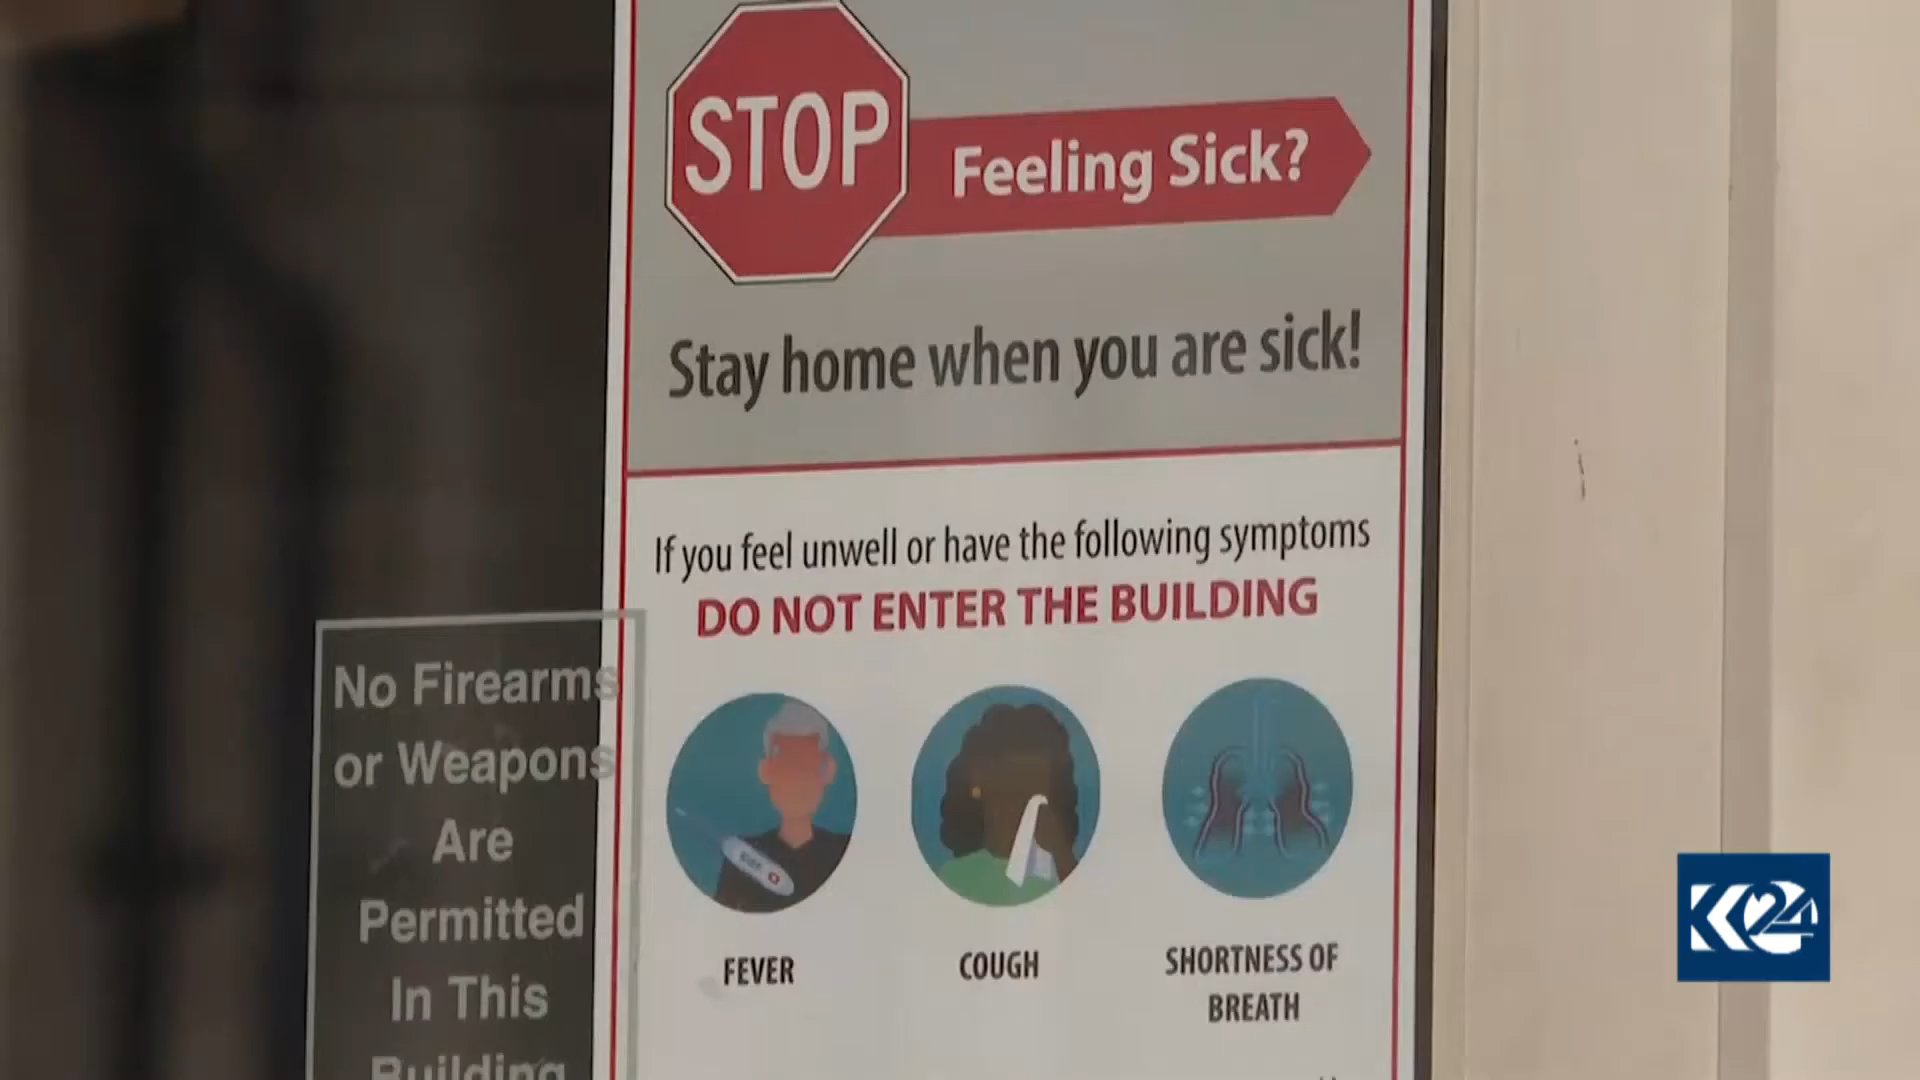 STOP
Feeling Sick?
Stay home when you are sick!
If you feel unwell or have the following symptoms
DO NOT ENTER THE BUILDING
FEVER
COUGH
SHORTNESS OF
BREATH
No Firearms
or Weapons
Are
Permitted
In This
Building
K24